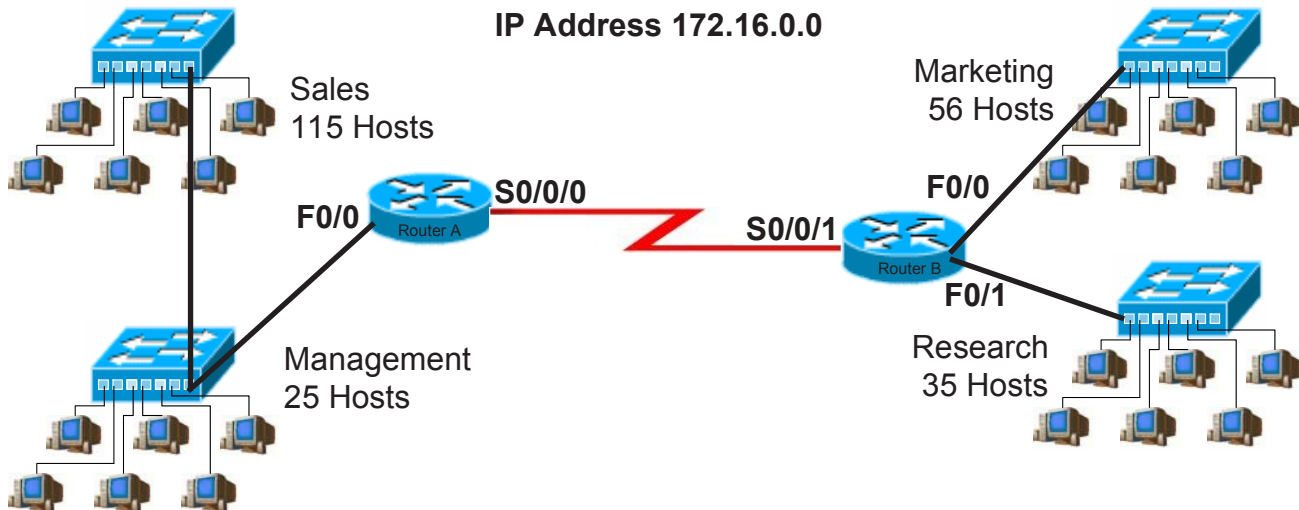 IP Address 172.16.0.0
Sales
115 Hosts
Marketing
56 Hosts
F0/0
S0/0/0
Router A
S0/0/1
F0/0
Router B
F0/1
Management
25 Hosts
Research
35 Hosts